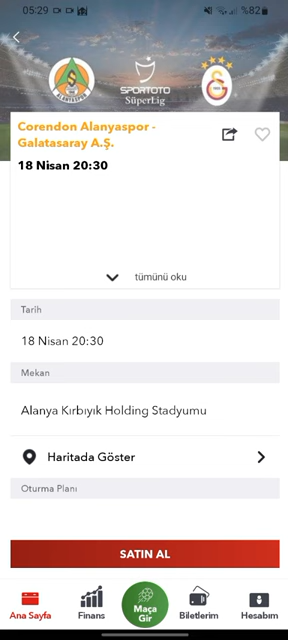 05:29
%82
ALANYASPOR
SPORTOTO
SüperLig
Corendon Alanyaspor -
Galatasaray A.Ş.
18 Nisan 20:30
tümünü oku
Tarih
18 Nisan 20:30
Mekan
Alanya Kırbıyık Holding Stadyumu
Haritada Göster
Oturma Planı
SATIN AL
Ana Sayfa
Finans
Maça
Gir
Biletlerim
Hesabım